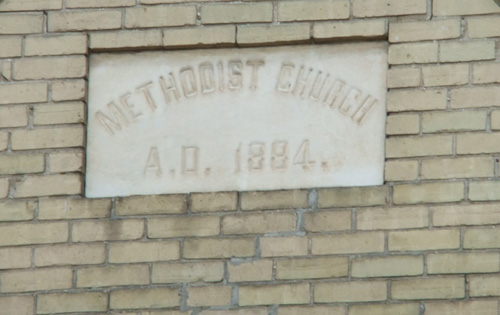 METHODIST CHURCH
A.D. 1884.